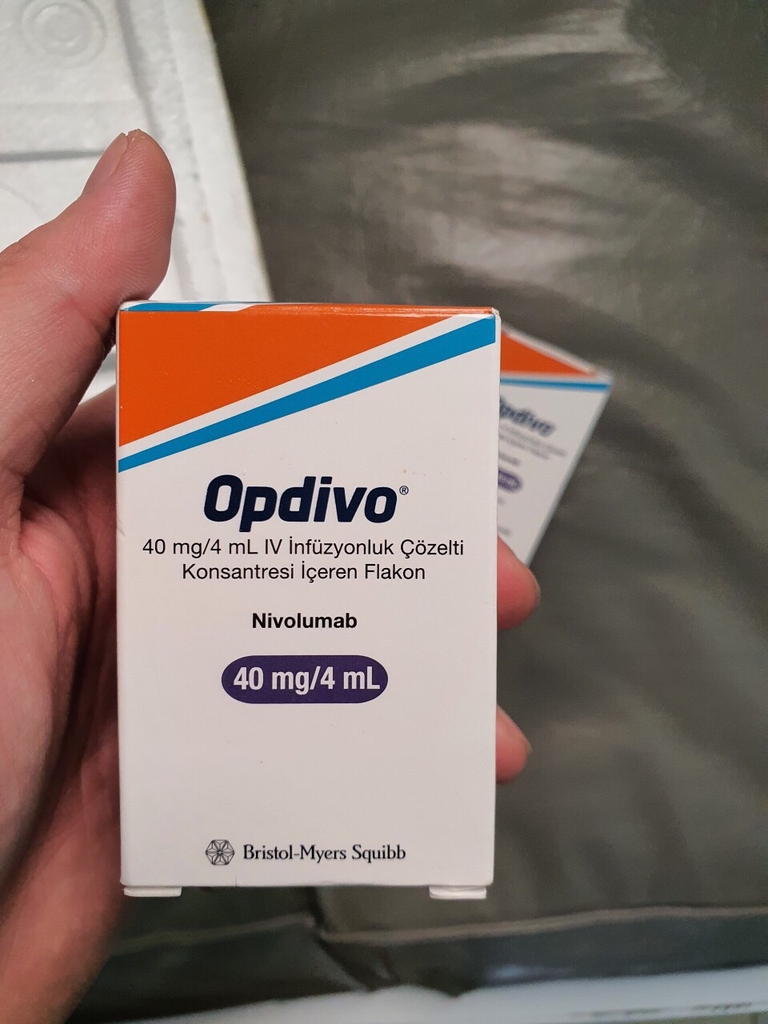 Opdivo®
40 mg/4 mL IV İnfüzyonluk Çözelti
Konsantresi İçeren Flakon
Nivolumab
40 mg/4 mL
Bristol-Myers Squibb
Opdivo